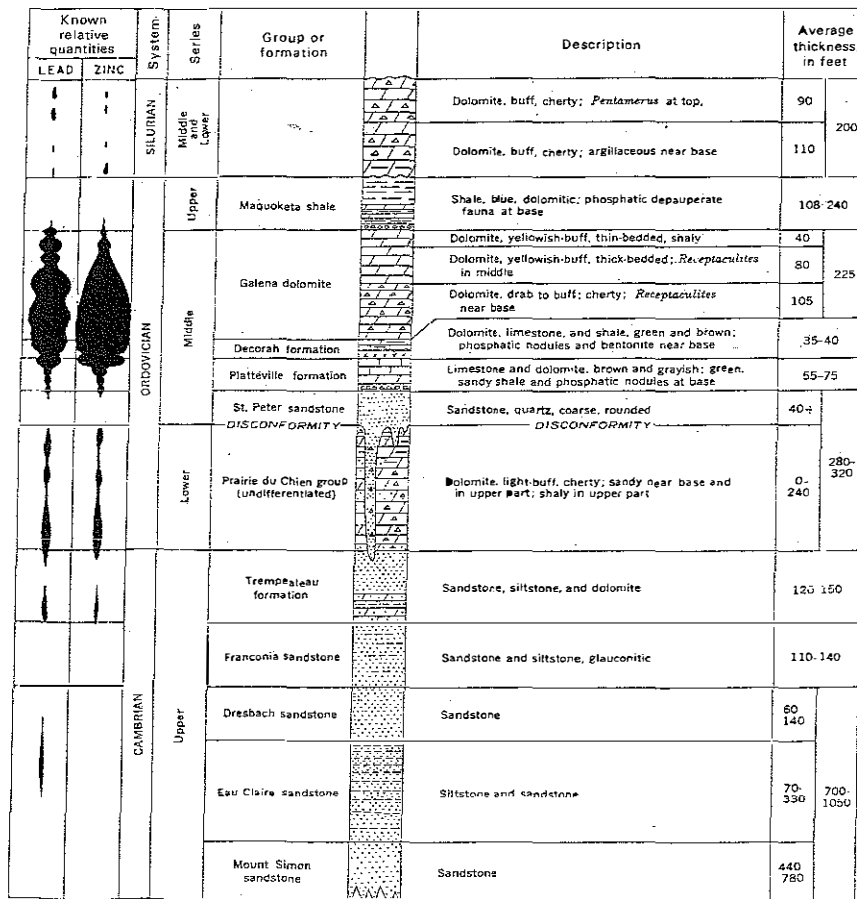 Known relative quantities
LEAD ZINC
System
Series
Group or formation
Description
Average thickness in feet
SILURIAN
Middle and Lower
Dolomite, buff, cherty; Pentamerus at top.
90
Dolomite, buff, cherty; argillaceous near base
110
200
ORDOVICIAN
Upper
Maquoketa shale
Shale, blue, dolomitic; phosphatic depauperate
fauna at base
108-240
Middle
Galena dolomite
Dolomite, yellowish-buff, thin-bedded, shaly
40
Dolomite, yellowish-buff, thick-bedded; Receptaculites
in middle
80
Dolomite, drab to buff; cherty; Receptaculites
near base
105
225
Decorah formation
Dolomite, limestone, and shale, green and brown;
phosphatic nodules and bentonite near base
35-40
Platteville formation
Limestone and dolomite, brown and grayish; green,
sandy shale and phosphatic nodules at base
55-75
St. Peter sandstone
Sandstone, quartz, coarse, rounded
40+
DISCONFORMITY
DISCONFORMITY
Lower
Prairie du Chien group
(undifferentiated)
Dolomite, light-buff, cherty; sandy near base and
in upper part; shaly in upper part
0-
240
280-
320
CAMBRIAN
Upper
Trempealeau
formation
Sandstone, siltstone, and dolomite
120-150
Franconia sandstone
Sandstone and siltstone, glauconitic
110-140
Dresbach sandstone
Sandstone
60
140
Eau Claire sandstone
Siltstone and sandstone
70-
330
700-
1050
Mount Simon
sandstone
Sandstone
440
780